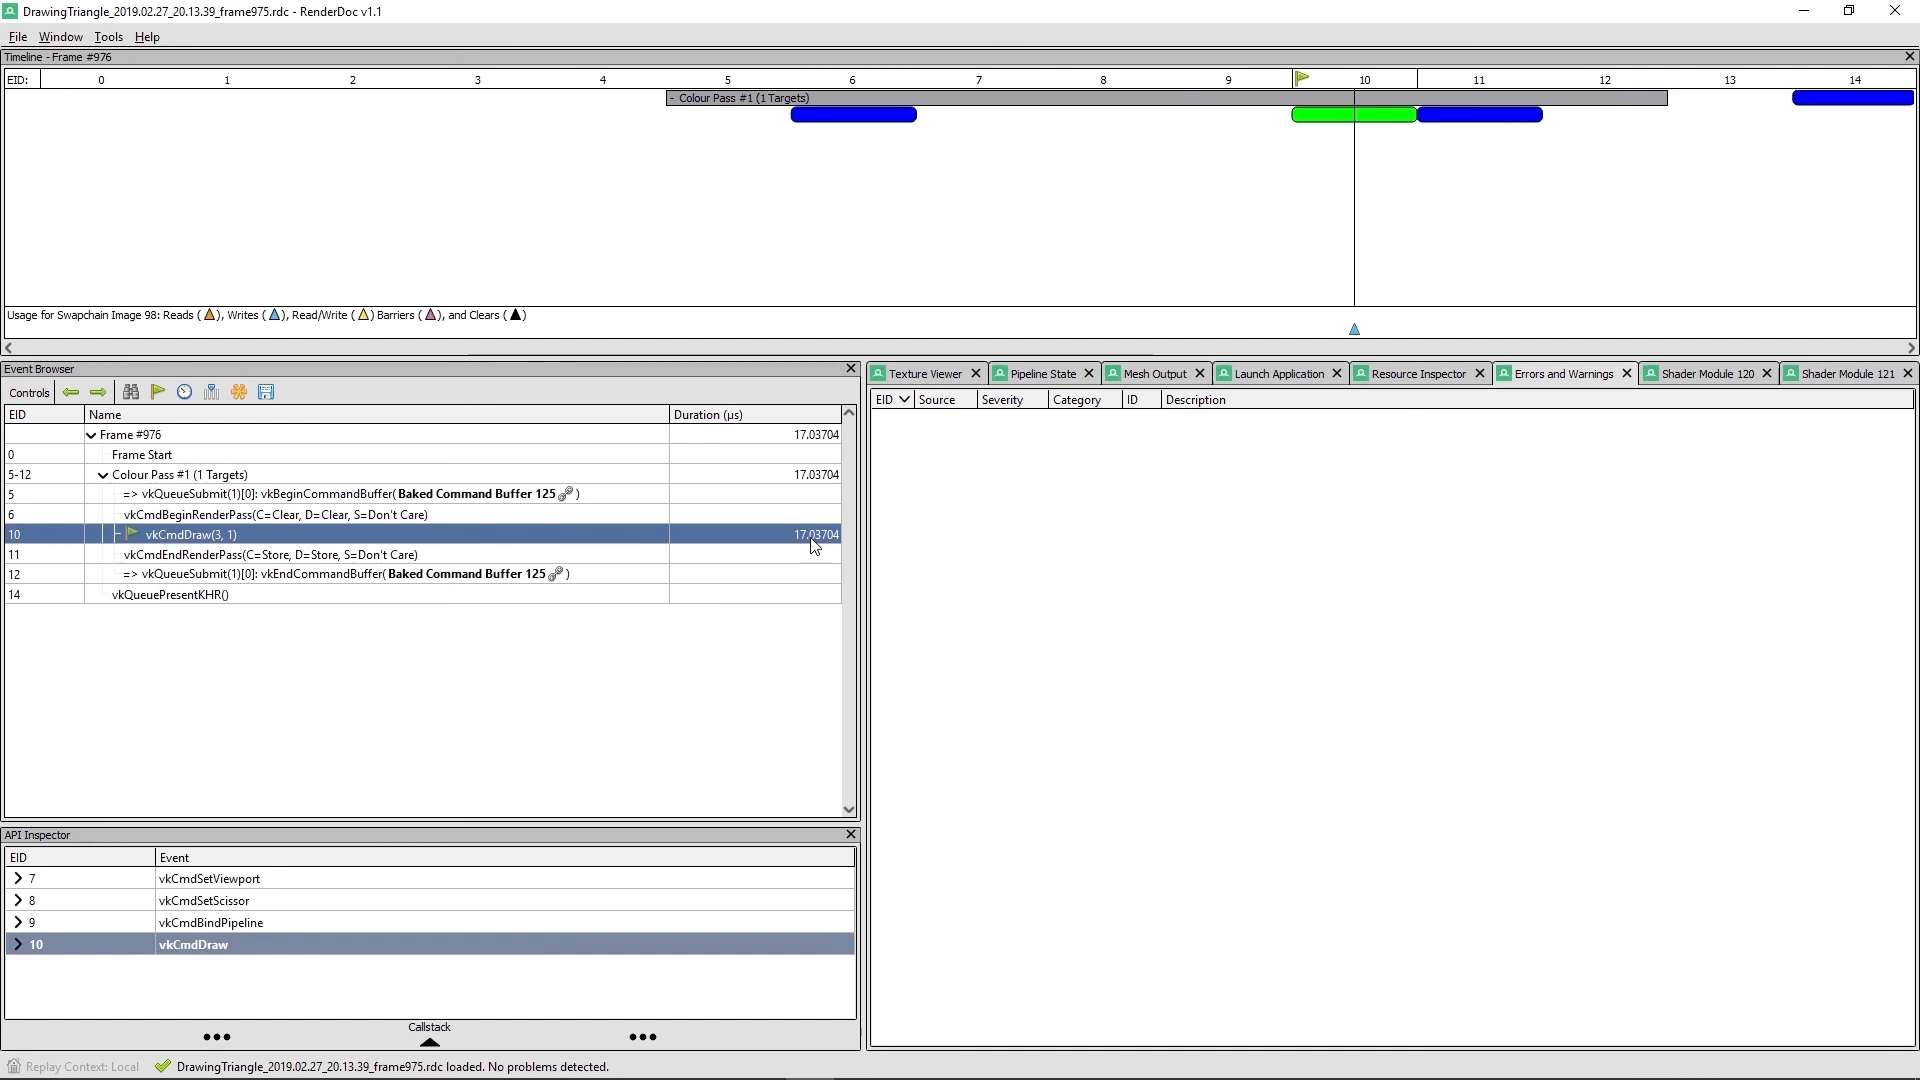 DrawingTriangle_2019.02.27_20.13.39_frame975.rdc - RenderDoc v1.1
File Window Tools Help
Timeline - Frame #976
EID: 0 1 2 3 4 5 6 7 8 9 10 11 12 13 14
- Colour Pass #1 (1 Targets)
Usage for Swapchain Image 98: Reads ( ), Writes ( ), Read/Write ( ) Barriers ( ), and Clears ( )
Event Browser
Controls
EID Name Duration (µs)
Frame #976 17.03704
0 Frame Start
5-12 Colour Pass #1 (1 Targets) 17.03704
5 => vkQueueSubmit(1)[0]: vkBeginCommandBuffer( Baked Command Buffer 125 )
6 vkCmdBeginRenderPass(C=Clear, D=Clear, S=Don't Care)
10 vkCmdDraw(3, 1) 17.03704
11 vkCmdEndRenderPass(C=Store, D=Store, S=Don't Care)
12 => vkQueueSubmit(1)[0]: vkEndCommandBuffer( Baked Command Buffer 125 )
14 vkQueuePresentKHR()
Texture Viewer Pipeline State Mesh Output Launch Application Resource Inspector Errors and Warnings Shader Module 120 Shader Module 121
EID Source Severity Category ID Description
API Inspector
EID Event
7 vkCmdSetViewport
8 vkCmdSetScissor
9 vkCmdBindPipeline
10 vkCmdDraw
Callstack
Replay Context: Local DrawingTriangle_2019.02.27_20.13.39_frame975.rdc loaded. No problems detected.